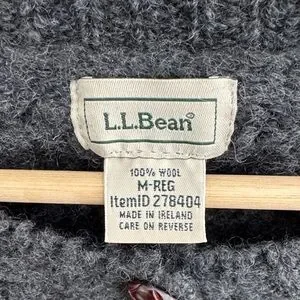 L.L.Bean®
100% WOOL
M-REG
ItemID 278404
MADE IN IRELAND
CARE ON REVERSE